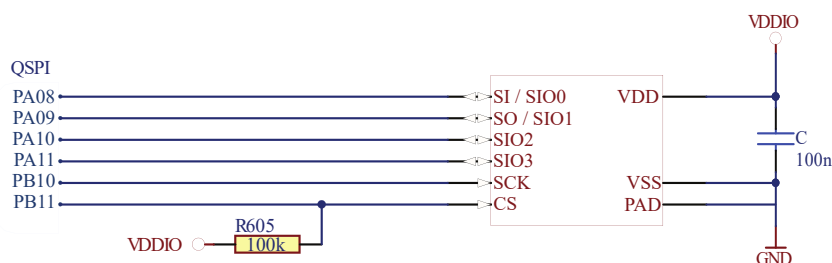 VDDIO
QSPI
PA08 SI / SIO0 VDD
PA09 SO / SIO1
PA10 SIO2 C
PA11 SIO3 100n
PB10 SCK VSS
PB11 CS PAD
R605
VDDIO 100k
GND